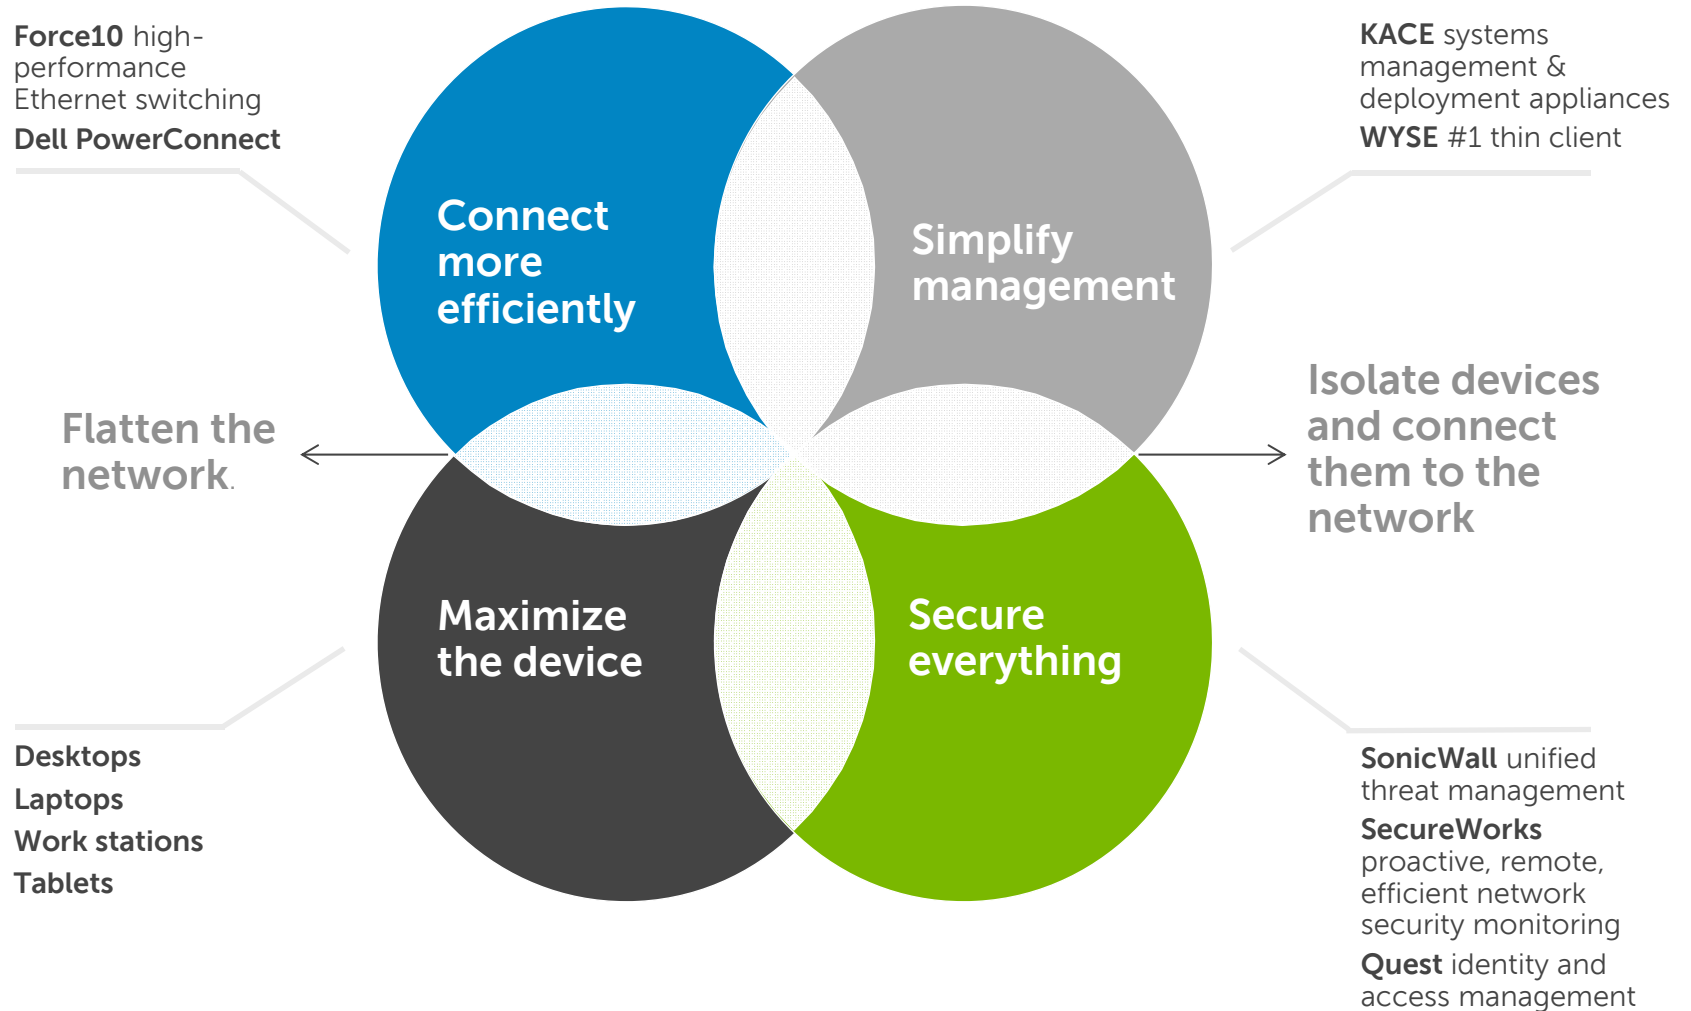 Force10 high-
performance
Ethernet switching
Dell PowerConnect
KACE systems
management &
deployment appliances
WYSE #1 thin client
Connect
more
efficiently
Simplify
management
Flatten the
network.
Isolate devices
and connect
them to the
network
Maximize
the device
Secure
everything
Desktops
Laptops
Work stations
Tablets
SonicWall unified
threat management
SecureWorks
proactive, remote,
efficient network
security monitoring
Quest identity and
access management